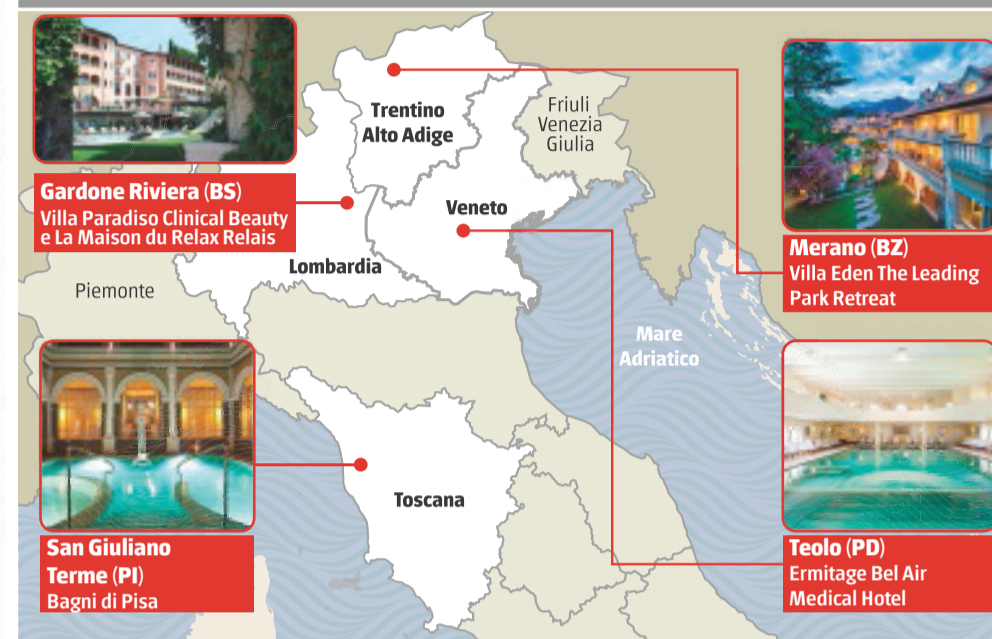 Trentino
Alto Adige
Friuli
Venezia
Giulia
Gardone Riviera (BS)
Villa Paradiso Clinical Beauty
e La Maison du Relax Relais
Veneto
Merano (BZ)
Villa Eden The Leading
Park Retreat
Lombardia
Piemonte
Mare
Adriatico
Toscana
San Giuliano
Terme (PI)
Bagni di Pisa
Teolo (PD)
Ermitage Bel Air
Medical Hotel